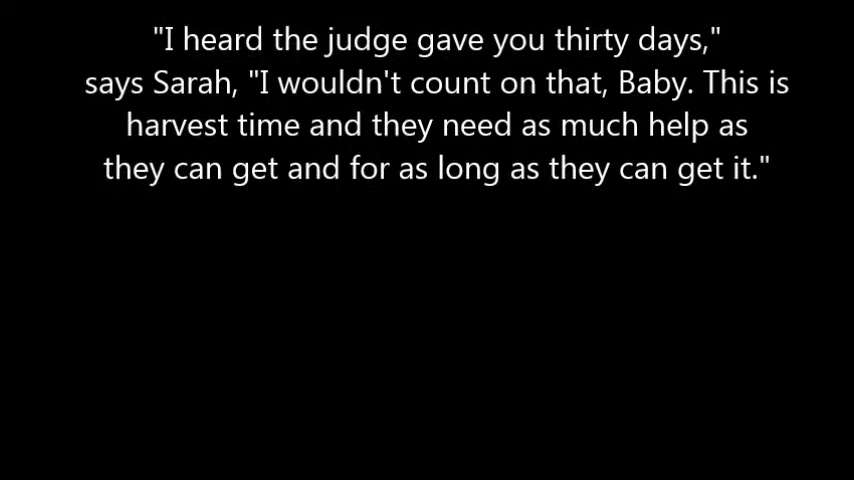 "I heard the judge gave you thirty days,"
says Sarah, "I wouldn't count on that, Baby. This is
harvest time and they need as much help as
they can get and for as long as they can get it."